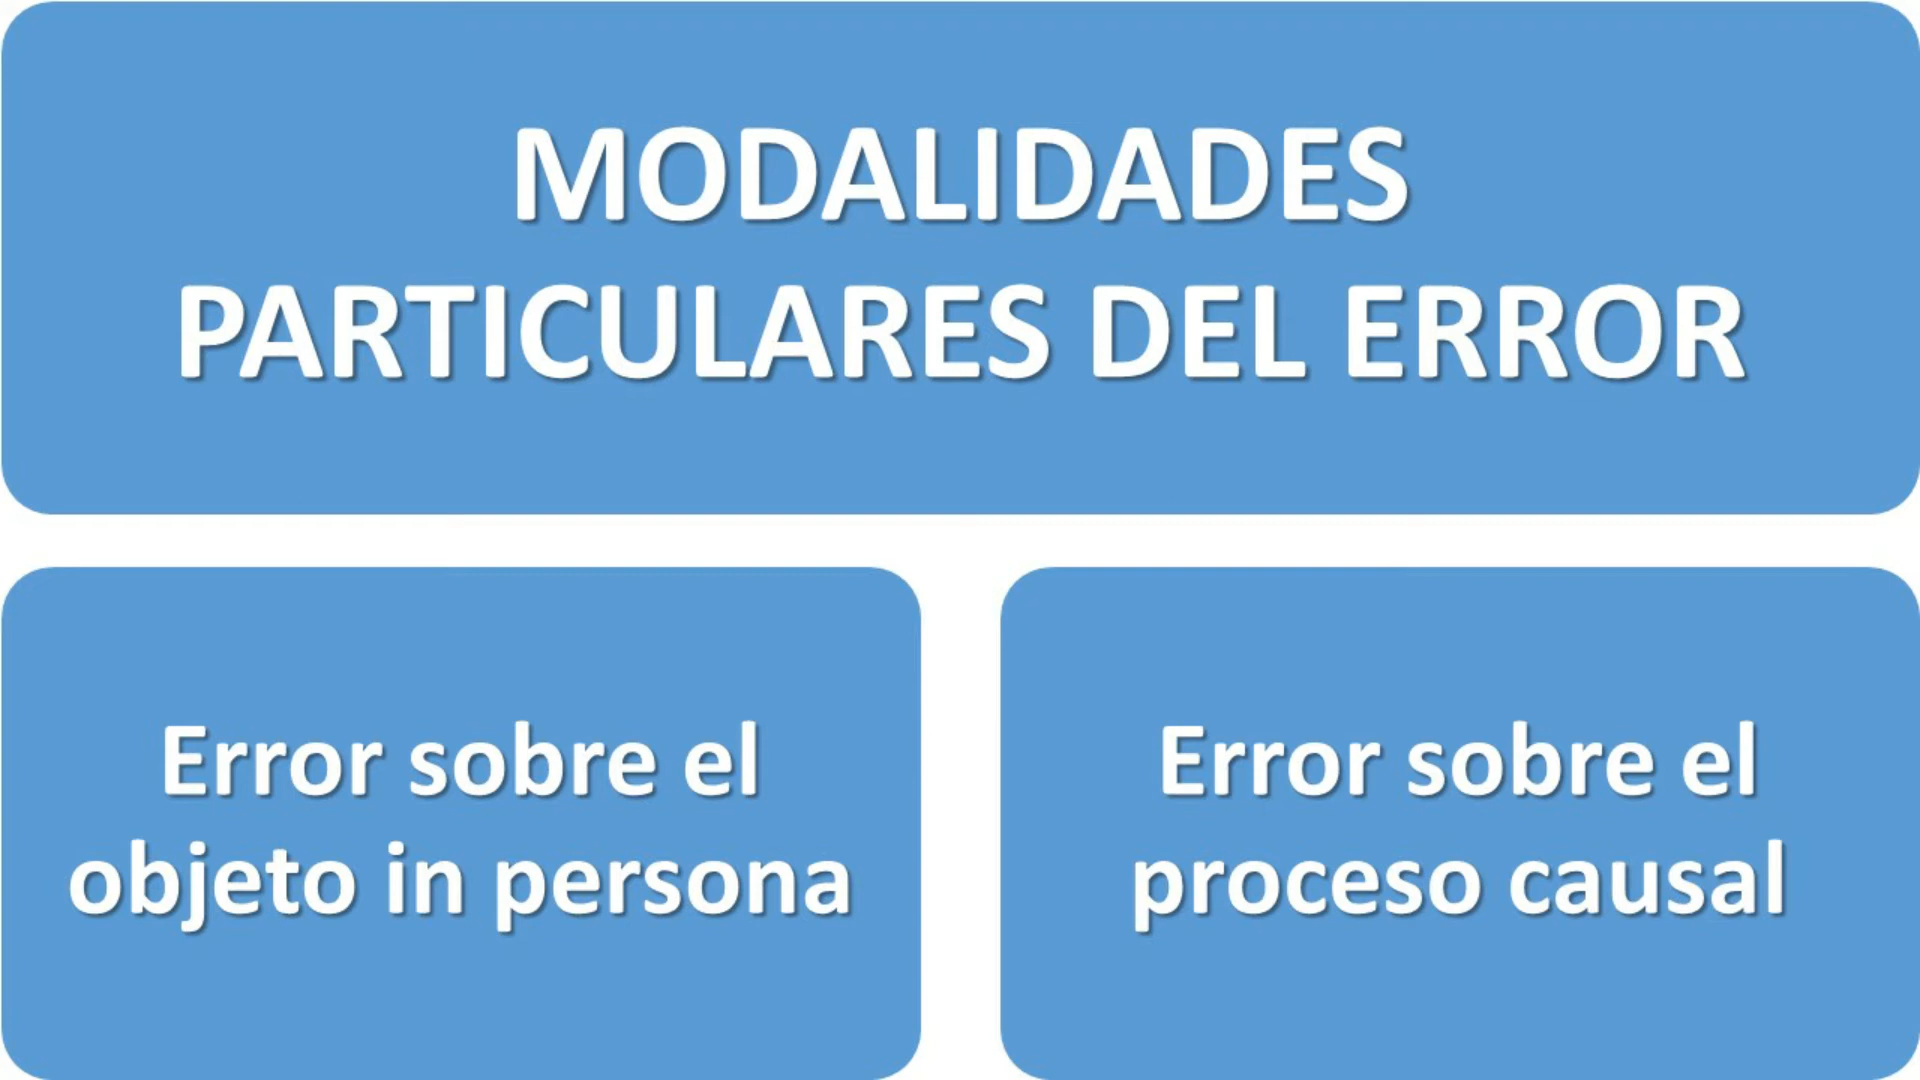 MODALIDADES
PARTICULARES DEL ERROR
Error sobre el
objeto in persona
Error sobre el
proceso causal